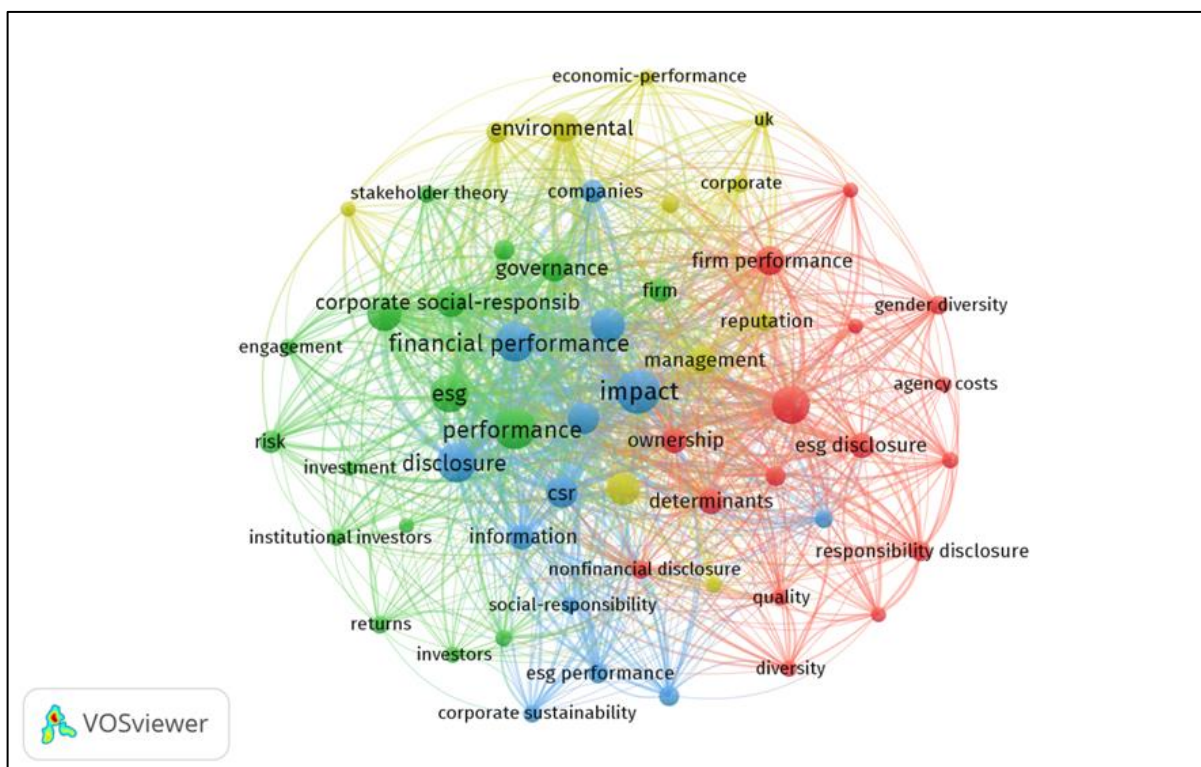 economic-performance
uk
environmental
corporate
companies
stakeholder theory
firm performance
governance
firm
corporate social-responsib
gender diversity
reputation
financial performance
engagement
management
agency costs
impact
esg
performance
ownership
esg disclosure
risk
disclosure
investment
csr
determinants
institutional investors
information
responsibility disclosure
nonfinancial disclosure
quality
social-responsibility
returns
investors
diversity
esg performance
corporate sustainability
VOSviewer